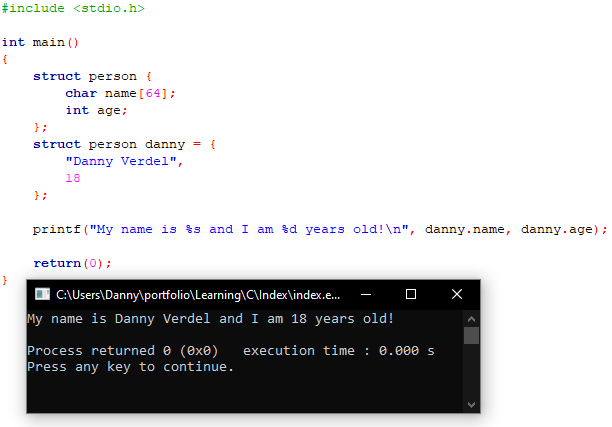 #include <stdio.h>
int main()
{
struct person {
char name[64];
int age;
};
struct person danny = {
"Danny Verdel",
18
};
printf("My name is %s and I am %d years old!\n", danny.name, danny.age);
return(0);
}
C:\Users\Danny\portfolio\Learning\C\Index\index.e...
My name is Danny Verdel and I am 18 years old!
Process returned 0 (0x0)   execution time : 0.000 s
Press any key to continue.